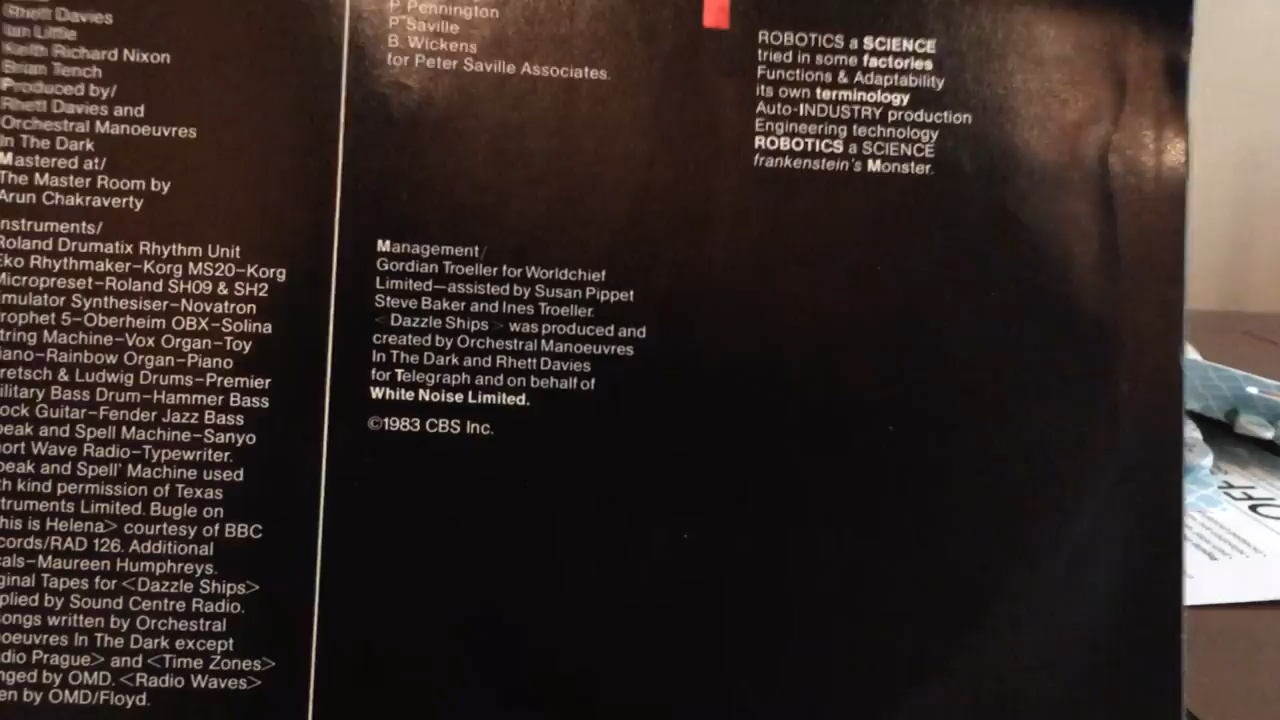 Rhett Davies
Ian Little
Keith Richard Nixon
Brian Tench
Produced by/
Rhett Davies and
Orchestral Manoeuvres
In The Dark
Mastered at/
The Master Room by
Arun Chakraverty
nstruments/
Roland Drumatix Rhythm Unit
Eko Rhythmaker–Korg MS20–Korg
Micropreset–Roland SH09 & SH2
mulator Synthesiser–Novatron
rophet 5–Oberheim OBX–Solina
tring Machine–Vox Organ–Toy
iano–Rainbow Organ–Piano
retsch & Ludwig Drums–Premier
ilitary Bass Drum–Hammer Bass
ock Guitar–Fender Jazz Bass
peak and Spell Machine–Sanyo
ort Wave Radio–Typewriter.
peak and Spell' Machine used
th kind permission of Texas
truments Limited. Bugle on
his is Helena> courtesy of BBC
cords/RAD 126. Additional
cals–Maureen Humphreys.
ginal Tapes for <Dazzle Ships>
plied by Sound Centre Radio.
songs written by Orchestral
noeuvres In The Dark except
dio Prague> and <Time Zones>
nged by OMD. <Radio Waves>
en by OMD/Floyd.
P. Pennington
P. Saville
B. Wickens
for Peter Saville Associates.
Management/
Gordian Troeller for Worldchief
Limited–assisted by Susan Pippet
Steve Baker and Ines Troeller.
<Dazzle Ships> was produced and
created by Orchestral Manoeuvres
In The Dark and Rhett Davies
for Telegraph and on behalf of
White Noise Limited.
©1983 CBS Inc.
ROBOTICS a SCIENCE
tried in some factories
Functions & Adaptability
its own terminology
Auto-INDUSTRY production
Engineering technology
ROBOTICS a SCIENCE
frankenstein's Monster.
OFF